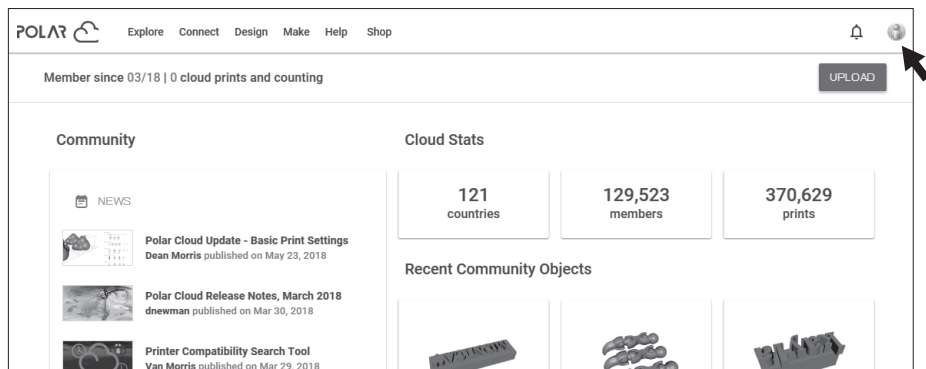 POLAR
Explore Connect Design Make Help Shop
Member since 03/18 | 0 cloud prints and counting
UPLOAD
Community
NEWS
Polar Cloud Update - Basic Print Settings
Dean Morris published on May 23, 2018
Polar Cloud Release Notes, March 2018
dnewman published on Mar 30, 2018
Printer Compatibility Search Tool
Van Morris published on Mar 29, 2018
Cloud Stats
121
countries
129,523
members
370,629
prints
Recent Community Objects